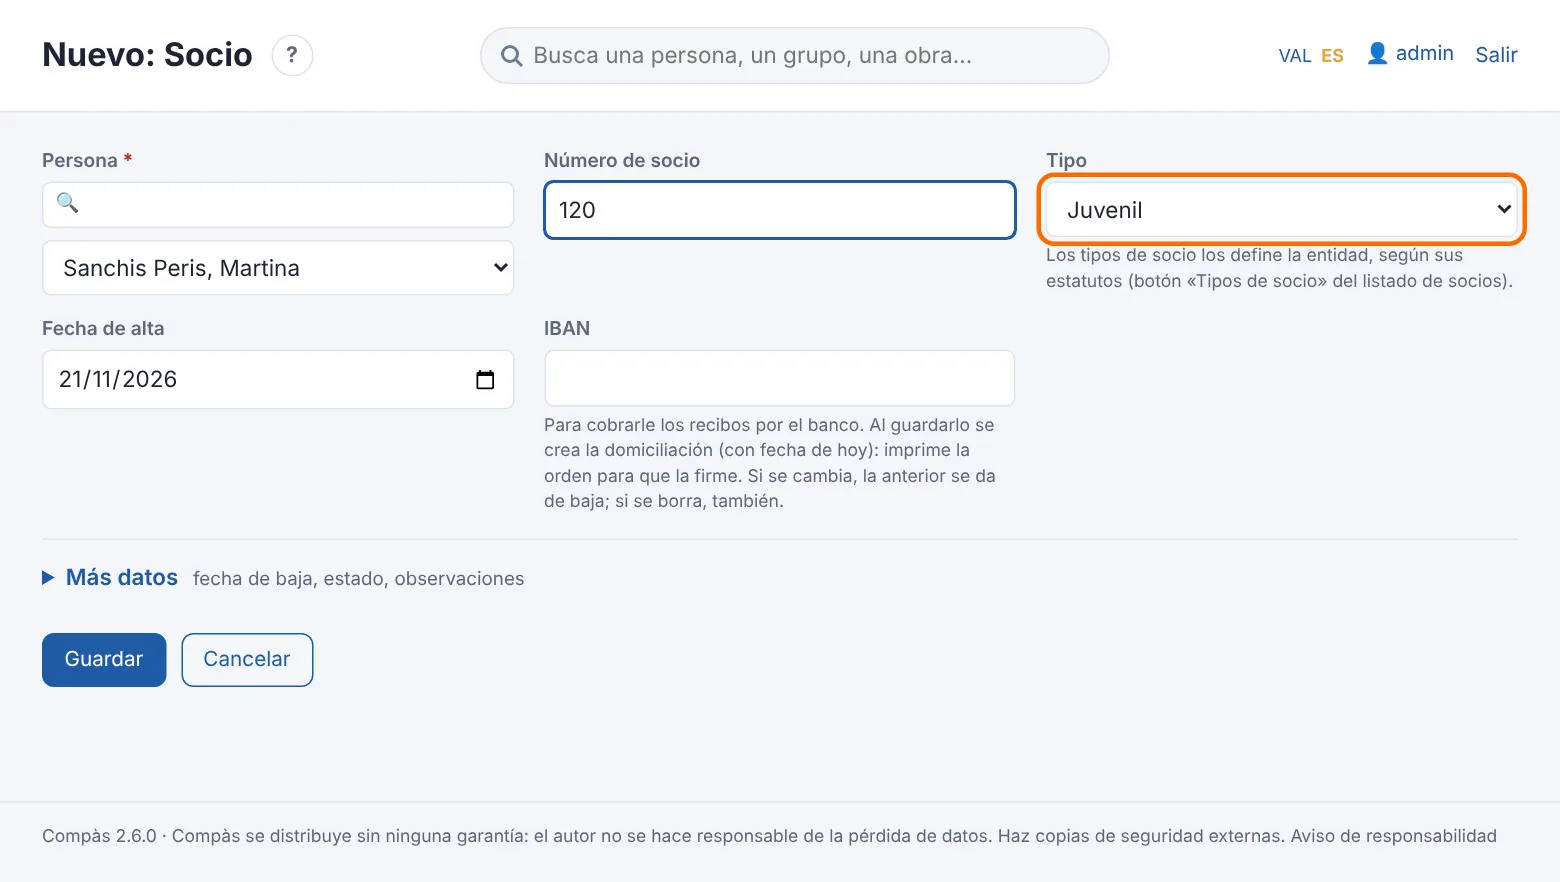 Nuevo: Socio
?
Busca una persona, un grupo, una obra...
VAL ES
admin
Salir
Persona *
Sanchis Peris, Martina
Número de socio
120
Tipo
Juvenil
Los tipos de socio los define la entidad, según sus
estatutos (botón «Tipos de socio» del listado de socios).
Fecha de alta
21/11/2026
IBAN
Para cobrarle los recibos por el banco. Al guardarlo se
crea la domiciliación (con fecha de hoy): imprime la
orden para que la firme. Si se cambia, la anterior se da
de baja; si se borra, también.
Más datos fecha de baja, estado, observaciones
Guardar
Cancelar
Compàs 2.6.0 · Compàs se distribuye sin ninguna garantía: el autor no se hace responsable de la pérdida de datos. Haz copias de seguridad externas. Aviso de responsabilidad